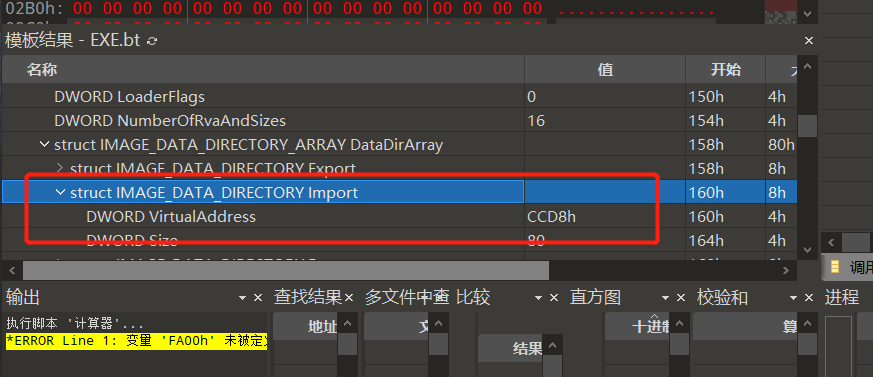 02B0h: 00 00 00 00 00 00 00 00 00 00 00 00 00 00 00 00 ................
模板结果 - EXE.bt
名称 值 开始
DWORD LoaderFlags 0 150h 4h
DWORD NumberOfRvaAndSizes 16 154h 4h
struct IMAGE_DATA_DIRECTORY_ARRAY DataDirArray 158h 80h
struct IMAGE_DATA_DIRECTORY Export 158h 8h
struct IMAGE_DATA_DIRECTORY Import 160h 8h
DWORD VirtualAddress CCD8h 160h 4h
DWORD Size 80 164h 4h
调用
输出 查找结果 多文件中查 比较 直方图 校验和 进程
执行脚本 '计算器'... 地址 文 十进制 算
*ERROR Line 1: 变量 'FA00h' 未被定义
结果